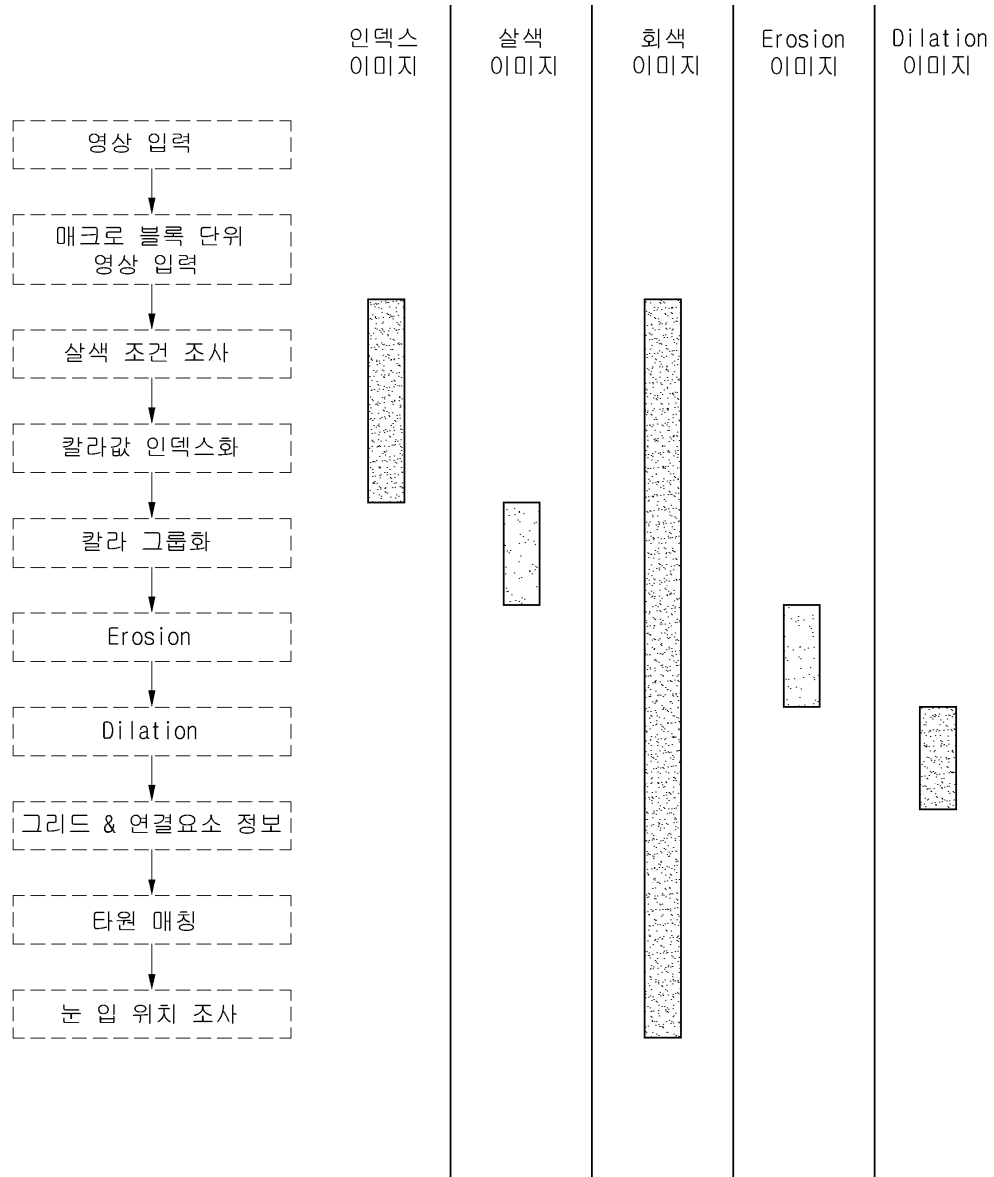 인덱스
이미지
살색
이미지
회색
이미지
Erosion
이미지
Dilation
이미지
영상 입력
매크로 블록 단위
영상 입력
살색 조건 조사
칼라값 인덱스화
칼라 그룹화
Erosion
Dilation
그리드 & 연결요소 정보
타원 매칭
눈 입 위치 조사